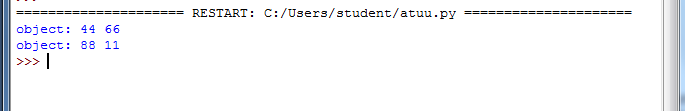 ===================== RESTART: C:/Users/student/atuu.py =====================
object: 44 66
object: 88 11
>>>